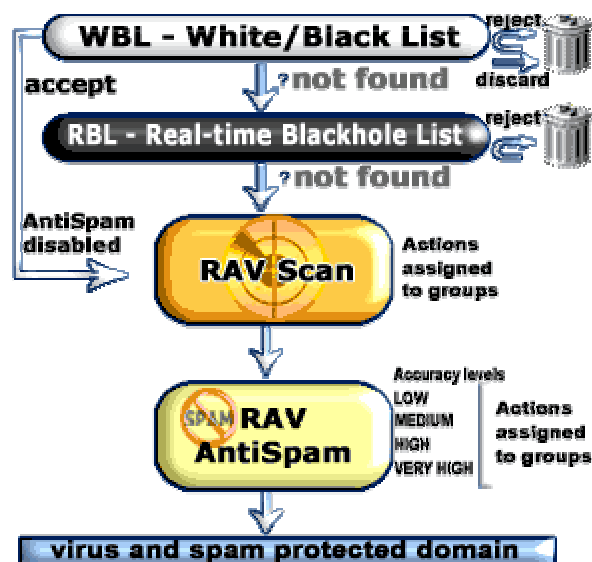 WBL - White/Black List
reject
discard
accept
? not found
RBL - Real-time Blackhole List
reject
? not found
AntiSpam
disabled
RAV Scan
Actions
assigned
to groups
SPAM RAV
AntiSpam
Accuracy levels
LOW
MEDIUM
HIGH
VERY HIGH
Actions
assigned
to groups
virus and spam protected domain